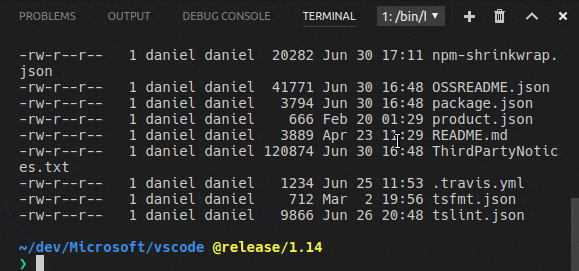 PROBLEMS OUTPUT DEBUG CONSOLE TERMINAL 1: /bin/l
-rw-r--r-- 1 daniel daniel 20282 Jun 30 17:11 npm-shrinkwrap.
json
-rw-r--r-- 1 daniel daniel 41771 Jun 30 16:48 OSSREADME.json
-rw-r--r-- 1 daniel daniel 3794 Jun 30 16:48 package.json
-rw-r--r-- 1 daniel daniel 666 Feb 20 01:29 product.json
-rw-r--r-- 1 daniel daniel 3889 Apr 23 11:29 README.md
-rw-r--r-- 1 daniel daniel 120874 Jun 30 16:48 ThirdPartyNotic
es.txt
-rw-r--r-- 1 daniel daniel 1234 Jun 25 11:53 .travis.yml
-rw-r--r-- 1 daniel daniel 712 Mar 2 19:56 tsfmt.json
-rw-r--r-- 1 daniel daniel 9866 Jun 26 20:48 tslint.json
~/dev/Microsoft/vscode @release/1.14
❯